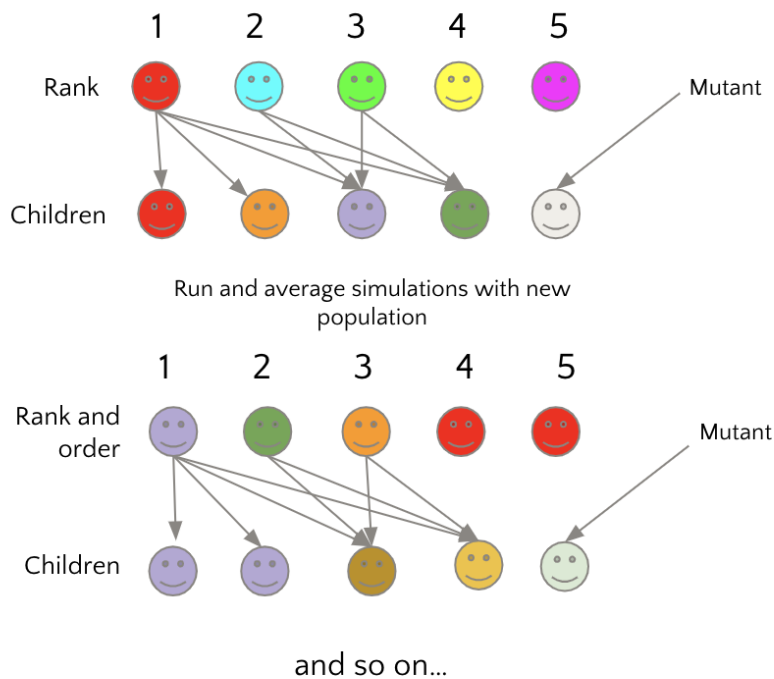 1 2 3 4 5
Rank
Mutant
Children
Run and average simulations with new
population
1 2 3 4 5
Rank and
order
Mutant
Children
and so on...